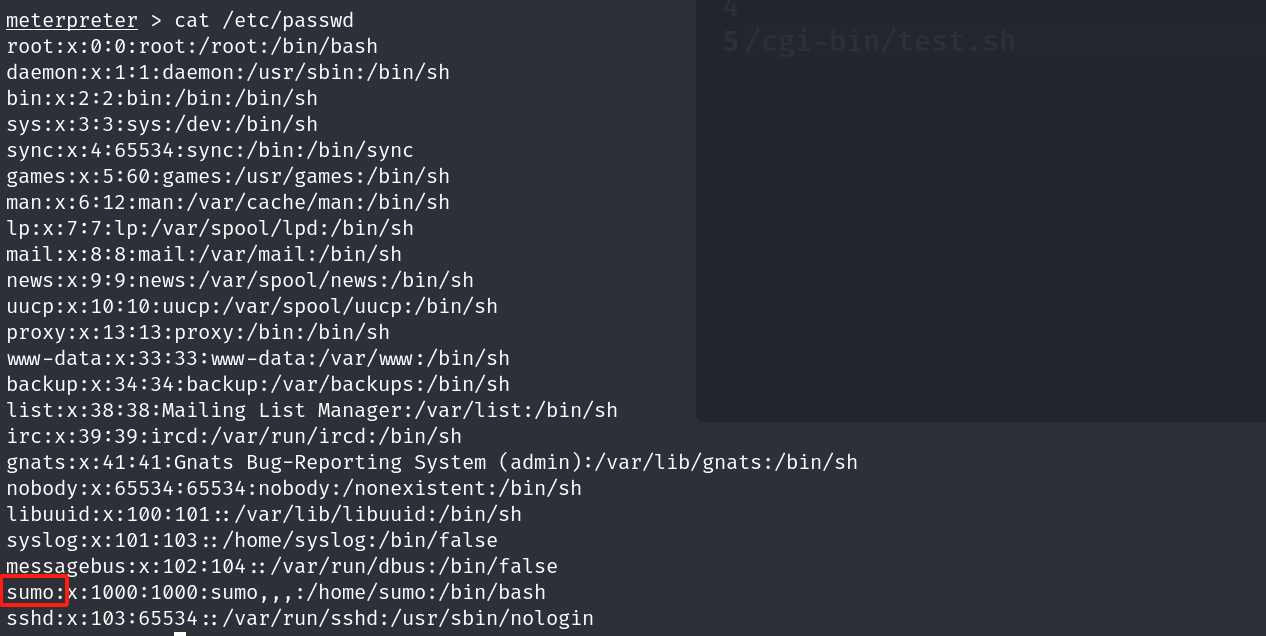 meterpreter > cat /etc/passwd
root:x:0:0:root:/root:/bin/bash
daemon:x:1:1:daemon:/usr/sbin:/bin/sh
bin:x:2:2:bin:/bin:/bin/sh
sys:x:3:3:sys:/dev:/bin/sh
sync:x:4:65534:sync:/bin:/bin/sync
games:x:5:60:games:/usr/games:/bin/sh
man:x:6:12:man:/var/cache/man:/bin/sh
lp:x:7:7:lp:/var/spool/lpd:/bin/sh
mail:x:8:8:mail:/var/mail:/bin/sh
news:x:9:9:news:/var/spool/news:/bin/sh
uucp:x:10:10:uucp:/var/spool/uucp:/bin/sh
proxy:x:13:13:proxy:/bin:/bin/sh
www-data:x:33:33:www-data:/var/www:/bin/sh
backup:x:34:34:backup:/var/backups:/bin/sh
list:x:38:38:Mailing List Manager:/var/list:/bin/sh
irc:x:39:39:ircd:/var/run/ircd:/bin/sh
gnats:x:41:41:Gnats Bug-Reporting System (admin):/var/lib/gnats:/bin/sh
nobody:x:65534:65534:nobody:/nonexistent:/bin/sh
libuuid:x:100:101::/var/lib/libuuid:/bin/sh
syslog:x:101:103::/home/syslog:/bin/false
messagebus:x:102:104::/var/run/dbus:/bin/false
sumo:x:1000:1000:sumo,,,:/home/sumo:/bin/bash
sshd:x:103:65534::/var/run/sshd:/usr/sbin/nologin
4
5 /cgi-bin/test.sh